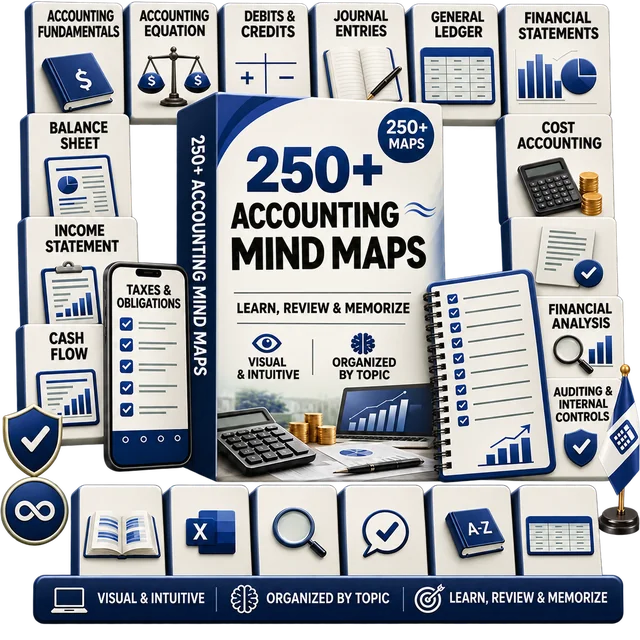 ACCOUNTING
FUNDAMENTALS
$
ACCOUNTING
EQUATION
$ $
DEBITS &
CREDITS
+ −
÷
JOURNAL
ENTRIES
GENERAL
LEDGER
FINANCIAL
STATEMENTS
BALANCE
SHEET
INCOME
STATEMENT
CASH
FLOW
TAXES &
OBLIGATIONS
250+ ACCOUNTING MIND MAPS
250+
MAPS
250+
ACCOUNTING
MIND MAPS
LEARN, REVIEW & MEMORIZE
VISUAL
& INTUITIVE
ORGANIZED
BY TOPIC
COST
ACCOUNTING
FINANCIAL
ANALYSIS
AUDITING &
INTERNAL
CONTROLS
X
A-Z
VISUAL & INTUITIVE
ORGANIZED BY TOPIC
LEARN, REVIEW & MEMORIZE